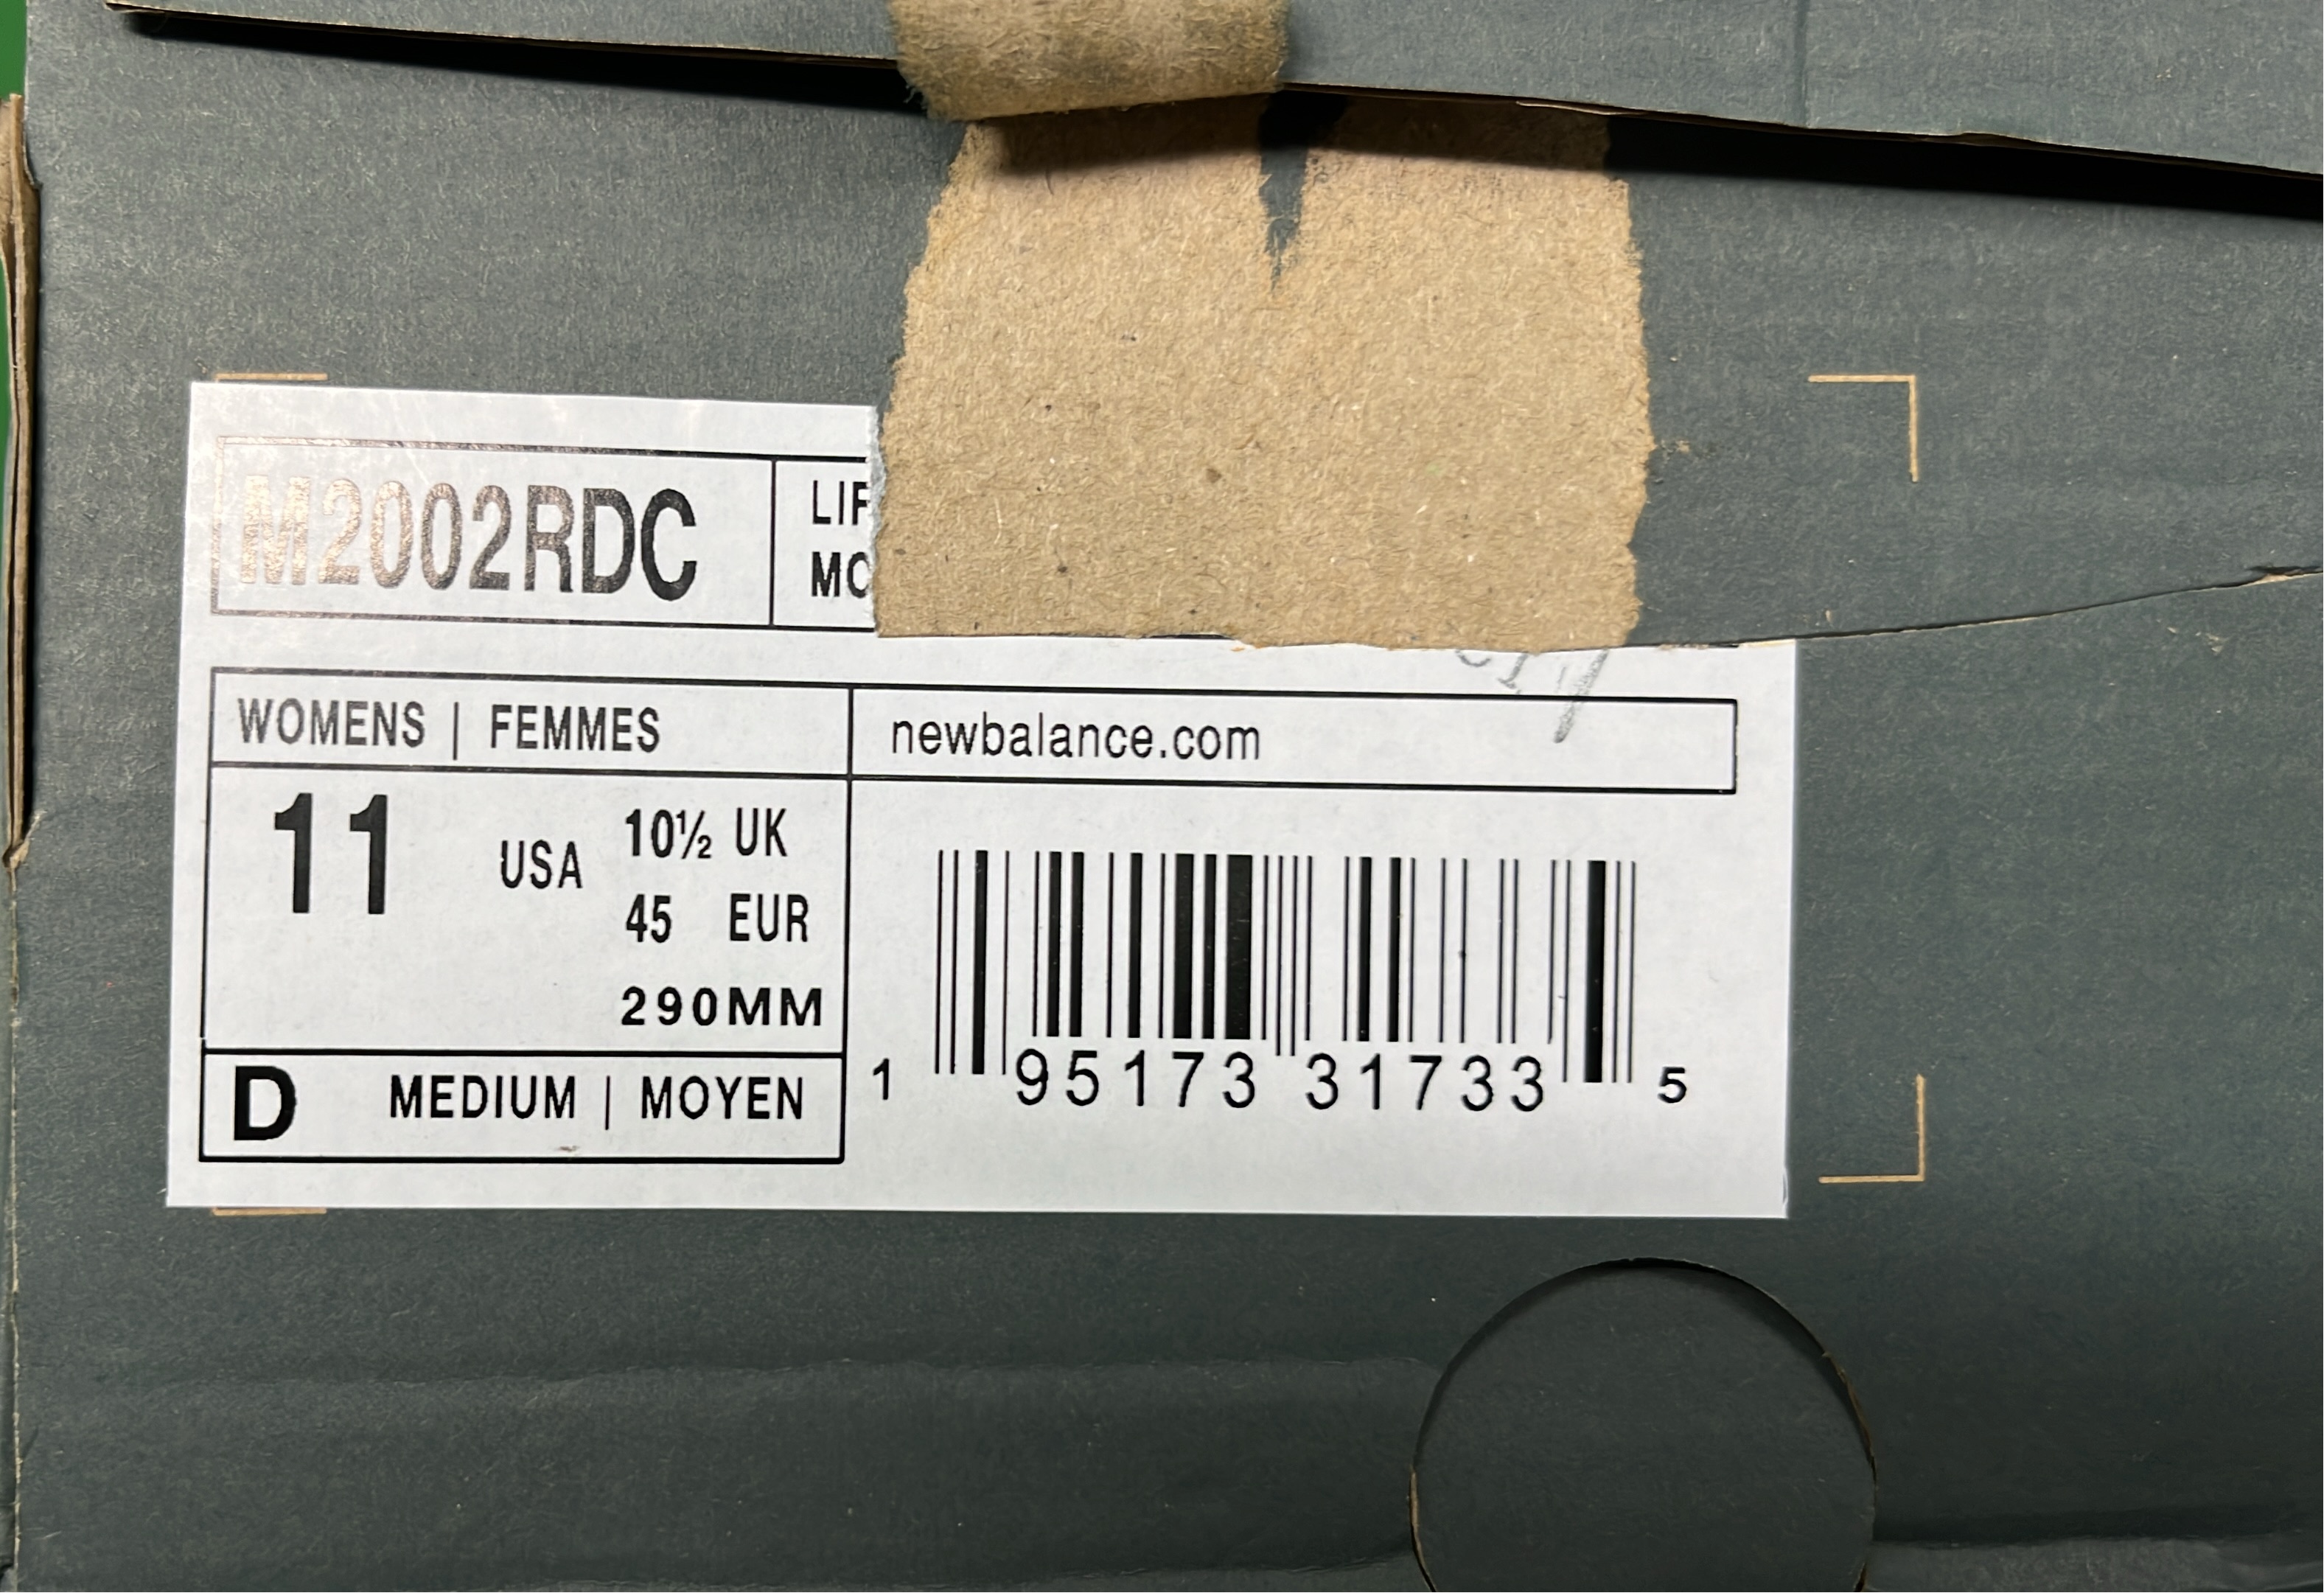 M2002RDC
LIF
MO
WOMENS | FEMMES
newbalance.com
11 USA 10½ UK
45 EUR
290MM
D MEDIUM | MOYEN
1 95173 31733 5